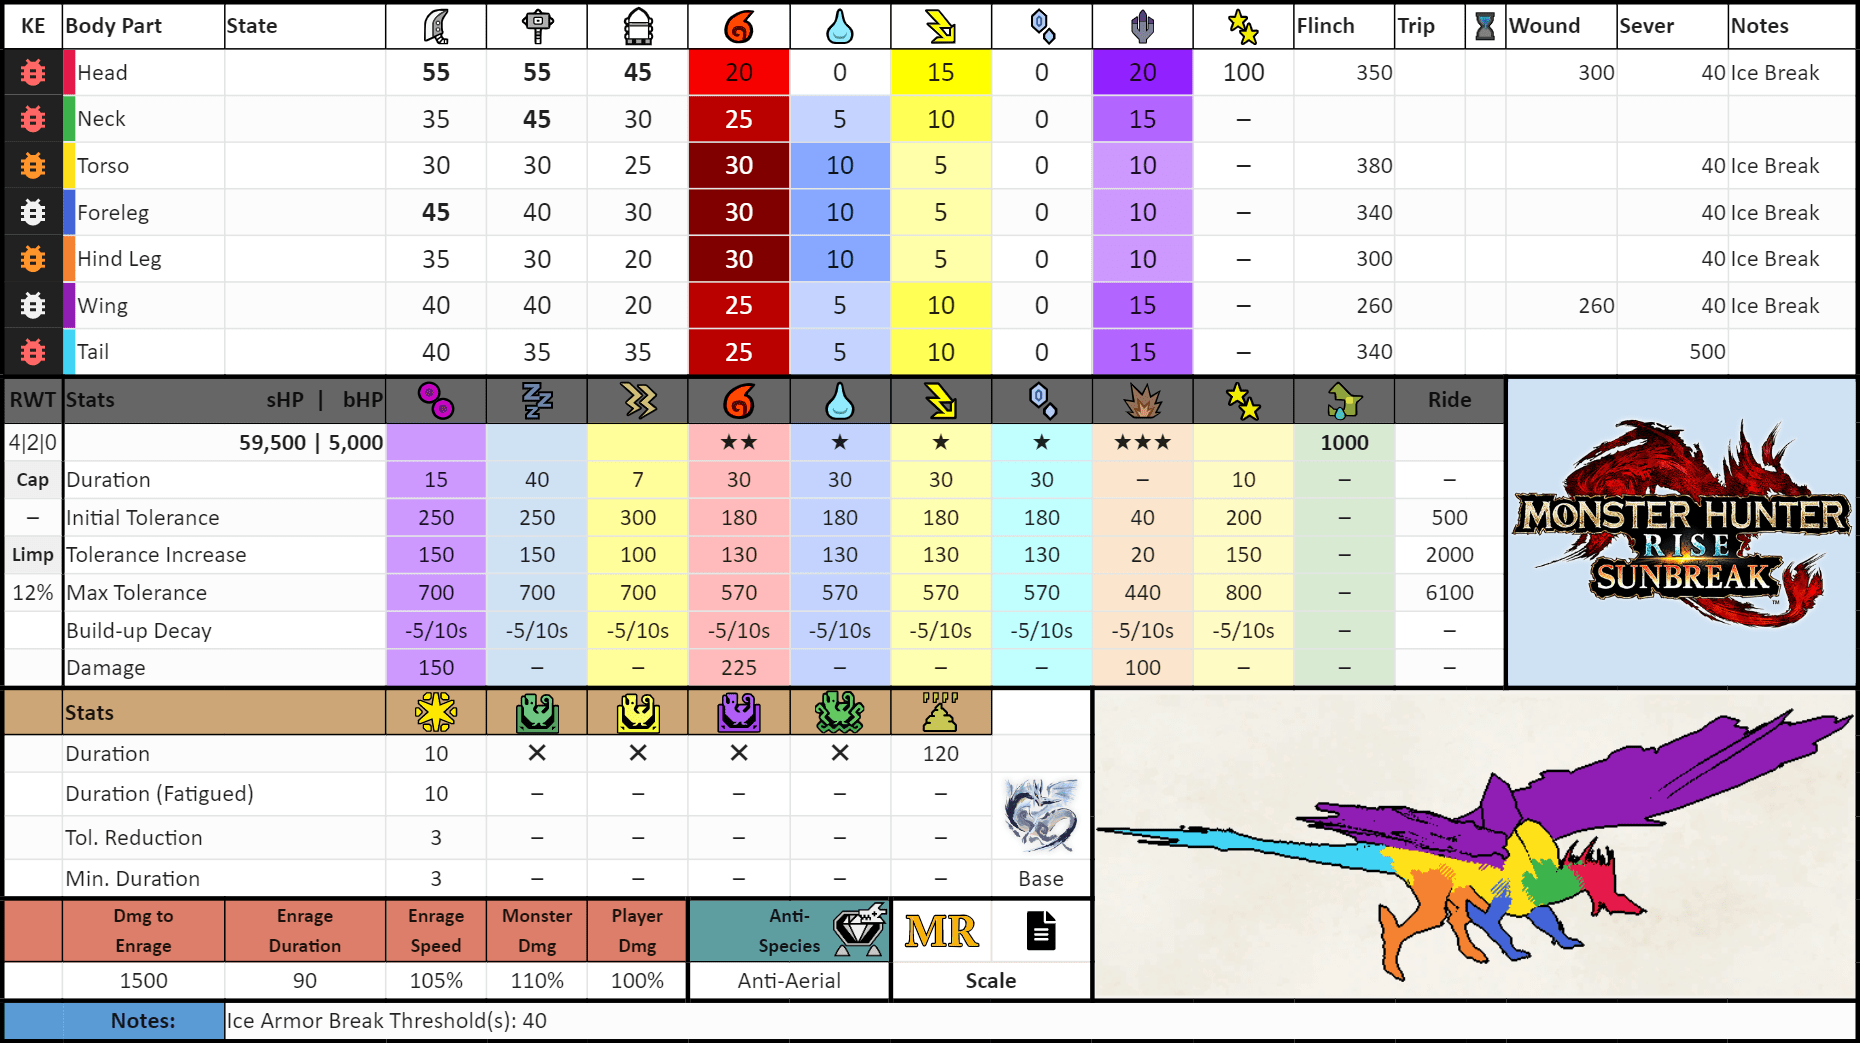 KE Body Part State Flinch Trip Wound Sever Notes
Head 55 55 45 20 0 15 0 20 100 350 300 40 Ice Break
Neck 35 45 30 25 5 10 0 15 –
Torso 30 30 25 30 10 5 0 10 – 380 40 Ice Break
Foreleg 45 40 30 30 10 5 0 10 – 340 40 Ice Break
Hind Leg 35 30 20 30 10 5 0 10 – 300 40 Ice Break
Wing 40 40 20 25 5 10 0 15 – 260 260 40 Ice Break
Tail 40 35 35 25 5 10 0 15 – 340 500
RWT Stats sHP | bHP Ride
4|2|0 59,500 | 5,000 ★★ ★ ★ ★ ★★★ 1000
Cap Duration 15 40 7 30 30 30 30 – 10 – –
– Initial Tolerance 250 250 300 180 180 180 180 40 200 – 500
Limp Tolerance Increase 150 150 100 130 130 130 130 20 150 – 2000
12% Max Tolerance 700 700 700 570 570 570 570 440 800 – 6100
Build-up Decay -5/10s -5/10s -5/10s -5/10s -5/10s -5/10s -5/10s -5/10s -5/10s – –
Damage 150 – – 225 – – – 100 – – –
MONSTER HUNTER
RISE
SUNBREAK
™
Stats
Duration 10 ✕ ✕ ✕ ✕ 120
Duration (Fatigued) 10 – – – – –
Tol. Reduction 3 – – – – –
Min. Duration 3 – – – – – Base
Dmg to Enrage Enrage Monster Player Anti-
Enrage Duration Speed Dmg Dmg Species MR
1500 90 105% 110% 100% Anti-Aerial Scale
Notes: Ice Armor Break Threshold(s): 40